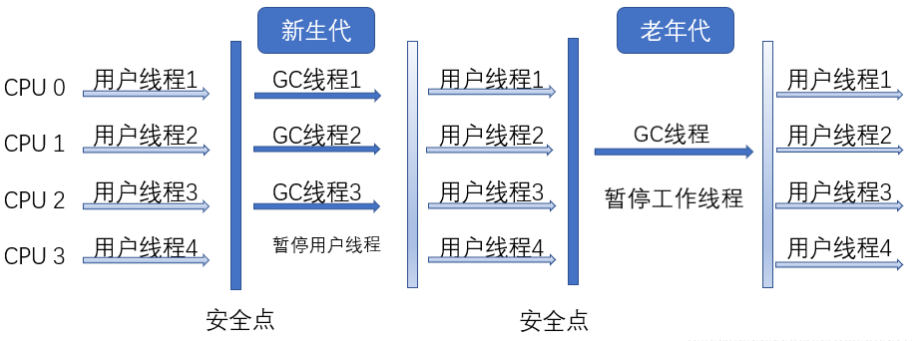 新生代
老年代
CPU 0 用户线程1 GC线程1 用户线程1 用户线程1
CPU 1 用户线程2 GC线程2 用户线程2 GC线程 用户线程2
CPU 2 用户线程3 GC线程3 用户线程3 暂停工作线程 用户线程3
CPU 3 用户线程4 暂停用户线程 用户线程4 用户线程4
安全点
安全点